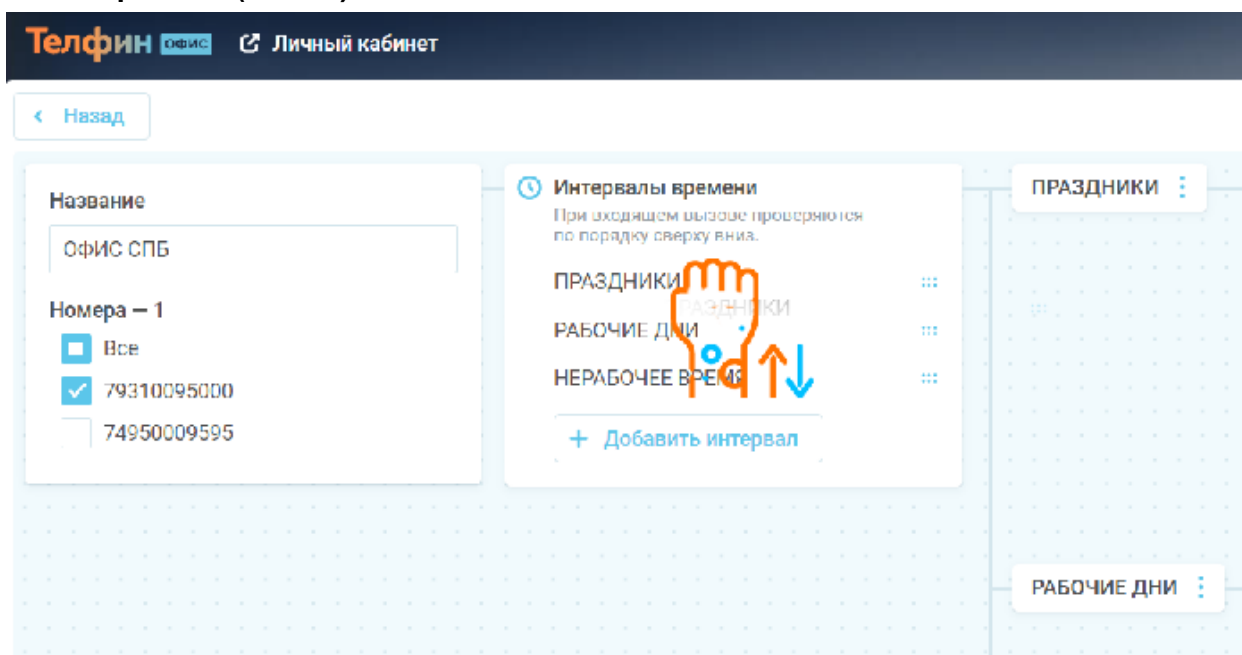 Телфин ОФИС Личный кабинет
Назад
Название
ОФИС СПБ
Номера — 1
Все
79310095000
74950009595
Интервалы времени
При входящем вызове проверяются
по порядку сверху вниз.
ПРАЗДНИКИ
РАБОЧИЕ ДНИ
НЕРАБОЧЕЕ ВРЕМЯ
+ Добавить интервал
ПРАЗДНИКИ
РАБОЧИЕ ДНИ